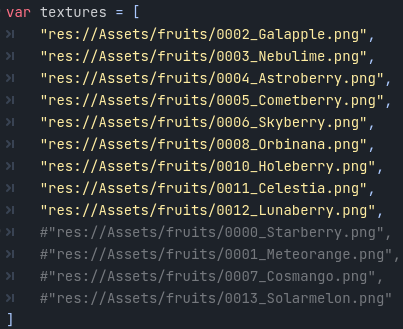 var textures = [
"res://Assets/fruits/0002_Galapple.png",
"res://Assets/fruits/0003_Nebulime.png",
"res://Assets/fruits/0004_Astroberry.png",
"res://Assets/fruits/0005_Cometberry.png",
"res://Assets/fruits/0006_Skyberry.png",
"res://Assets/fruits/0008_Orbinana.png",
"res://Assets/fruits/0010_Holeberry.png",
"res://Assets/fruits/0011_Celestia.png",
"res://Assets/fruits/0012_Lunaberry.png",
#"res://Assets/fruits/0000_Starberry.png",
#"res://Assets/fruits/0001_Meteorange.png",
#"res://Assets/fruits/0007_Cosmango.png",
#"res://Assets/fruits/0013_Solarmelon.png"
]